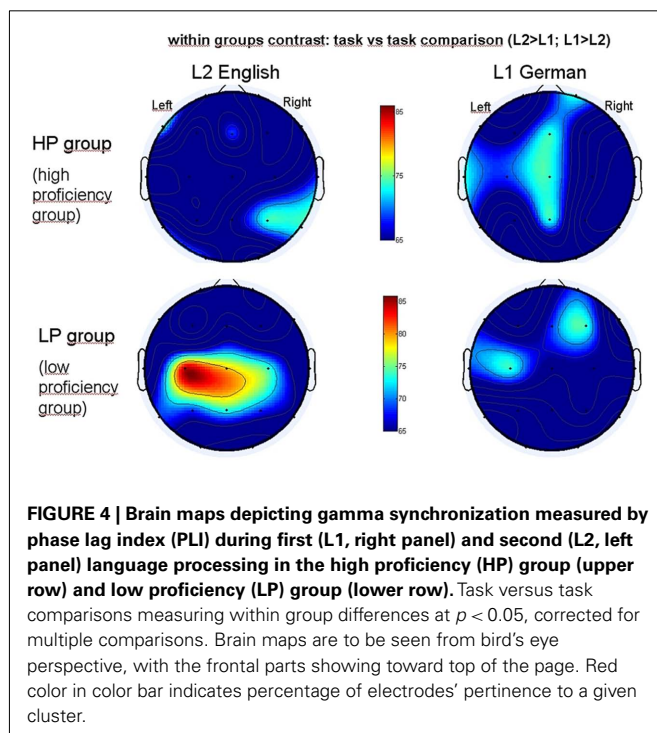 within groups contrast: task vs task comparison (L2>L1; L1>L2)
L2 English
L1 German
Left
Right
Left
Right
HP group
(high
proficiency
group)
85
75
65
LP group
(low
proficiency
group)
85
80
75
70
65
FIGURE 4 | Brain maps depicting gamma synchronization measured by
phase lag index (PLI) during first (L1, right panel) and second (L2, left
panel) language processing in the high proficiency (HP) group (upper
row) and low proficiency (LP) group (lower row). Task versus task
comparisons measuring within group differences at p < 0.05, corrected for
multiple comparisons. Brain maps are to be seen from bird's eye
perspective, with the frontal parts showing toward top of the page. Red
color in color bar indicates percentage of electrodes' pertinence to a given
cluster.